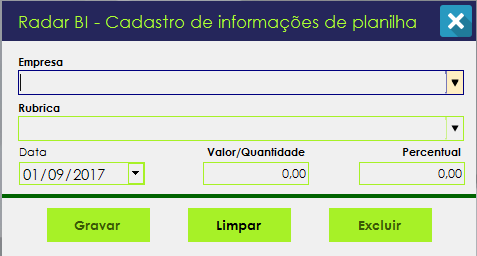 Radar BI - Cadastro de informações de planilha
Empresa
Rubrica
Data Valor/Quantidade Percentual
01/09/2017 0,00 0,00
Gravar Limpar Excluir